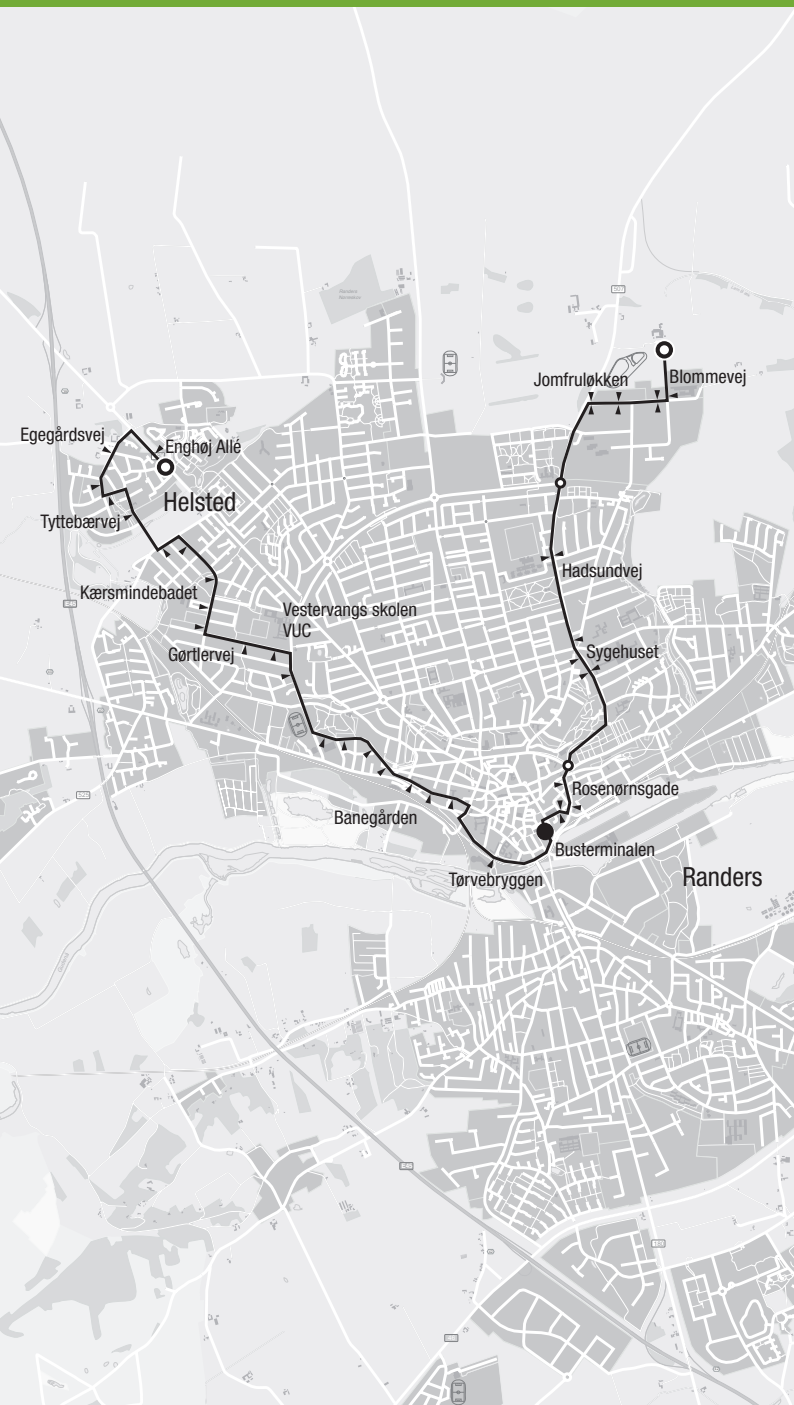 Jomfruløkken
Blommevej
Egegårdsvej
Enghøj Allé
Helsted
Tyttebærvej
Hadsundvej
Kærsmindebadet
Vestervangs skolen
VUC
Gørtlervej
Sygehuset
Rosenørnsgade
Banegården
Busterminalen
Tørvebryggen
Randers
E45